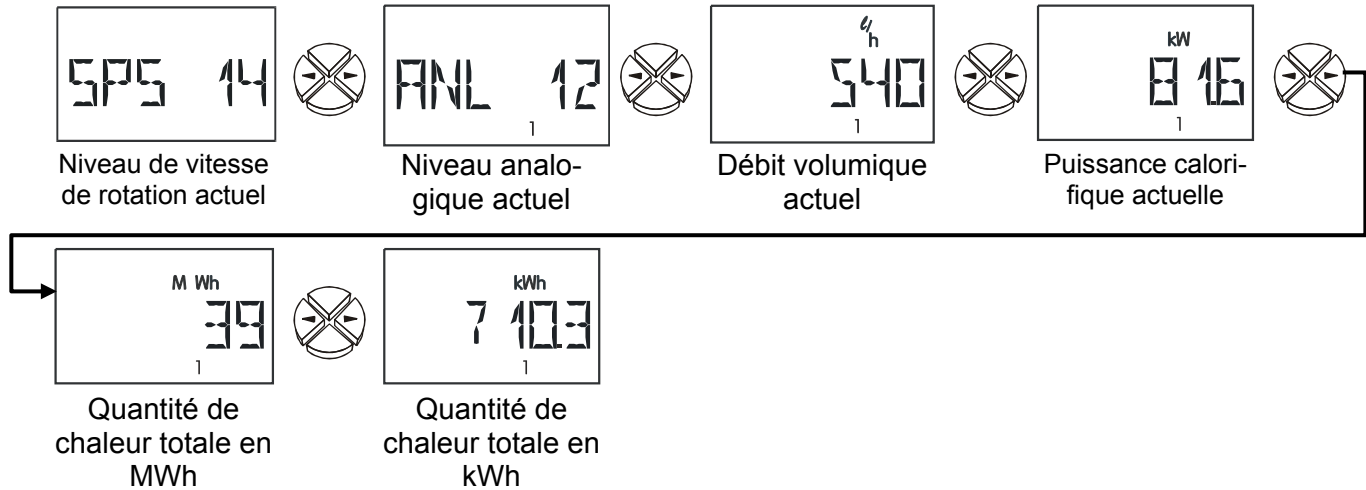 SPS 14
Niveau de vitesse
de rotation actuel
ANL 12
1
Niveau analo-
gique actuel
l/h
540
1
Débit volumique
actuel
kW
81.6
1
Puissance calori-
fique actuelle
M Wh
39
1
Quantité de
chaleur totale en
MWh
kWh
7 10.3
1
Quantité de
chaleur totale en
kWh